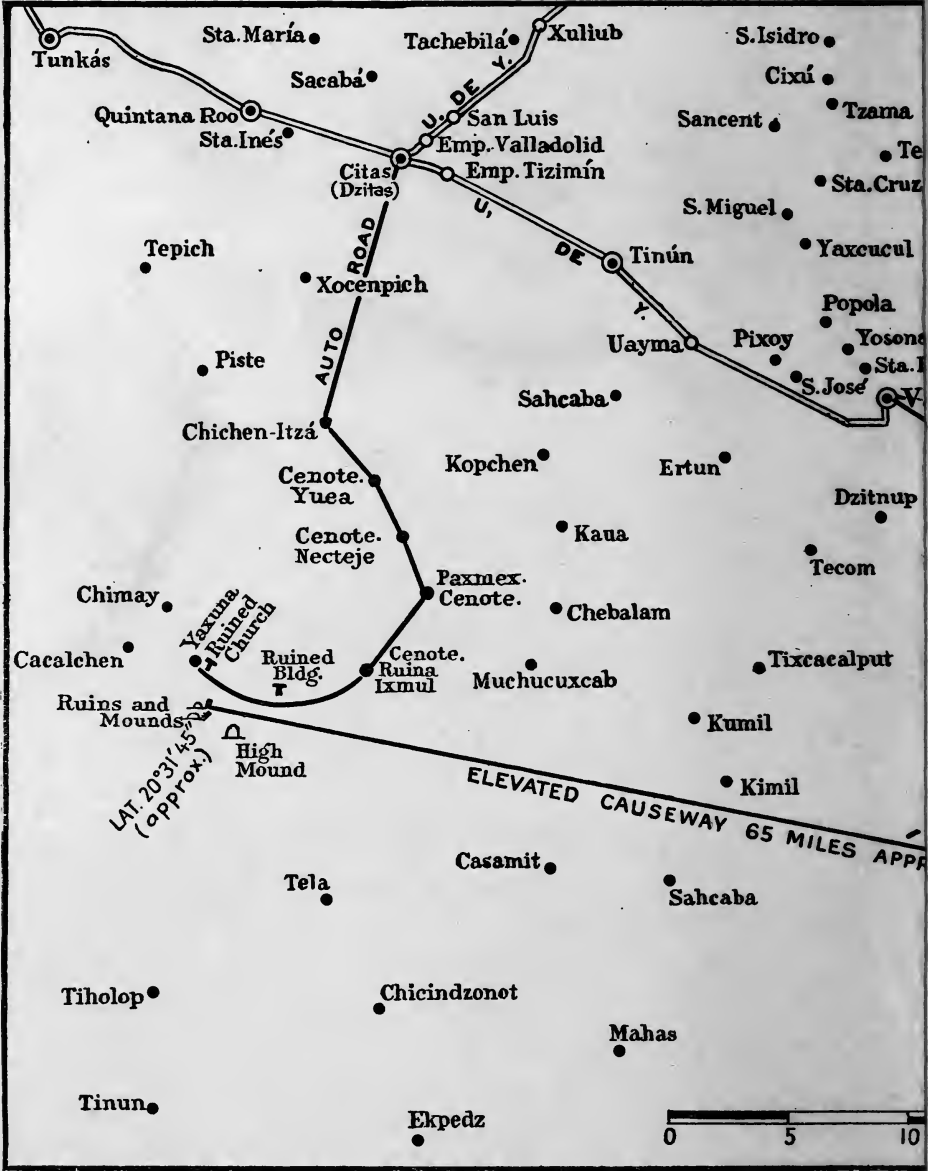 Sta. María
Tachebilá
Xuliub
S. Isidro
Tunkás
Sacabá
Cixú
U. DE Y.
Quintana Roo
San Luis
Sancent
Tzama
Sta. Inés
Emp. Valladolid
Te
Citas
(Dzitas)
Emp. Tizimín
Sta. Cruz
U. DE Y.
S. Miguel
Tepich
AUTO ROAD
Tinún
Yaxcucul
Xocenpich
Popola
Uayma
Pixoy
Yosona
Piste
S. José
Sta.
V
Sahcaba
Chichen-Itzá
Kopchen
Ertun
Cenote.
Yuea
Dzitnup
Cenote.
Necteje
Kaua
Tecom
Paxmex.
Cenote.
Chimay
Chebalam
Yaxuna
Ruined
Church
Cacalchen
Ruined
Bldg.
Cenote.
Ruina
Ixmul
Muchucuxcab
Tixcacalput
Ruins and
Mounds
Kumil
High
Mound
LAT. 20°31'45"
(approx.)
Kimil
ELEVATED CAUSEWAY 65 MILES APPR
Casamit
Tela
Sahcaba
Tiholop
Chicindzonot
Mahas
Tinun
Ekpedz
0 5 10